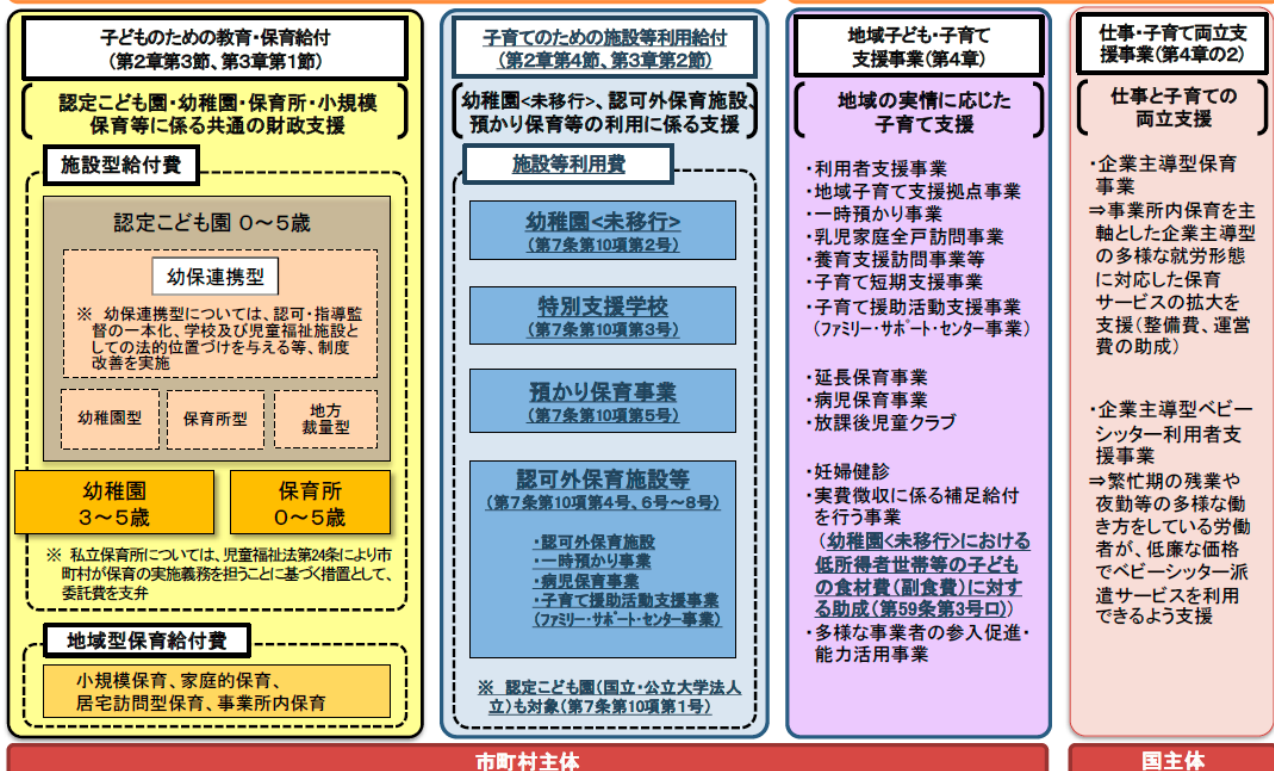 子どものための教育・保育給付
(第2章第3節、第3章第1節)
認定こども園・幼稚園・保育所・小規模
保育等に係る共通の財政支援
施設型給付費
認定こども園 0～5歳
幼保連携型
※ 幼保連携型については、認可・指導監
督の一本化、学校及び児童福祉施設と
しての法的位置づけを与える等、制度
改善を実施
幼稚園型
保育所型
地方
裁量型
幼稚園
3～5歳
保育所
0～5歳
※ 私立保育所については、児童福祉法第24条により市
町村が保育の実施義務を担うことに基づく措置として、
委託費を支弁
地域型保育給付費
小規模保育、家庭的保育、
居宅訪問型保育、事業所内保育
子育てのための施設等利用給付
(第2章第4節、第3章第2節)
幼稚園<未移行>、認可外保育施設、
預かり保育等の利用に係る支援
施設等利用費
幼稚園<未移行>
(第7条第10項第2号)
特別支援学校
(第7条第10項第3号)
預かり保育事業
(第7条第10項第5号)
認可外保育施設等
(第7条第10項第4号、6号～8号)
・認可外保育施設
・一時預かり事業
・病児保育事業
・子育て援助活動支援事業
(ファミリー・サポート・センター事業)
※ 認定こども園(国立・公立大学法人
立)も対象(第7条第10項第1号)
地域子ども・子育て
支援事業(第4章)
地域の実情に応じた
子育て支援
・利用者支援事業
・地域子育て支援拠点事業
・一時預かり事業
・乳児家庭全戸訪問事業
・養育支援訪問事業等
・子育て短期支援事業
・子育て援助活動支援事業
(ファミリー・サポート・センター事業)
・延長保育事業
・病児保育事業
・放課後児童クラブ
・妊婦健診
・実費徴収に係る補足給付
を行う事業
(幼稚園<未移行>における
低所得者世帯等の子ども
の食材費(副食費)に対す
る助成(第59条第3号ロ))
・多様な事業者の参入促進・
能力活用事業
仕事・子育て両立支
援事業(第4章の2)
仕事と子育ての
両立支援
・企業主導型保育
事業
⇒事業所内保育を主
軸とした企業主導型
の多様な就労形態
に対応した保育
サービスの拡大を
支援(整備費、運営
費の助成)
・企業主導型ベビー
シッター利用者支
援事業
⇒繁忙期の残業や
夜勤等の多様な働
き方をしている労働
者が、低廉な価格
でベビーシッター派
遣サービスを利用
できるよう支援
市町村主体
国主体